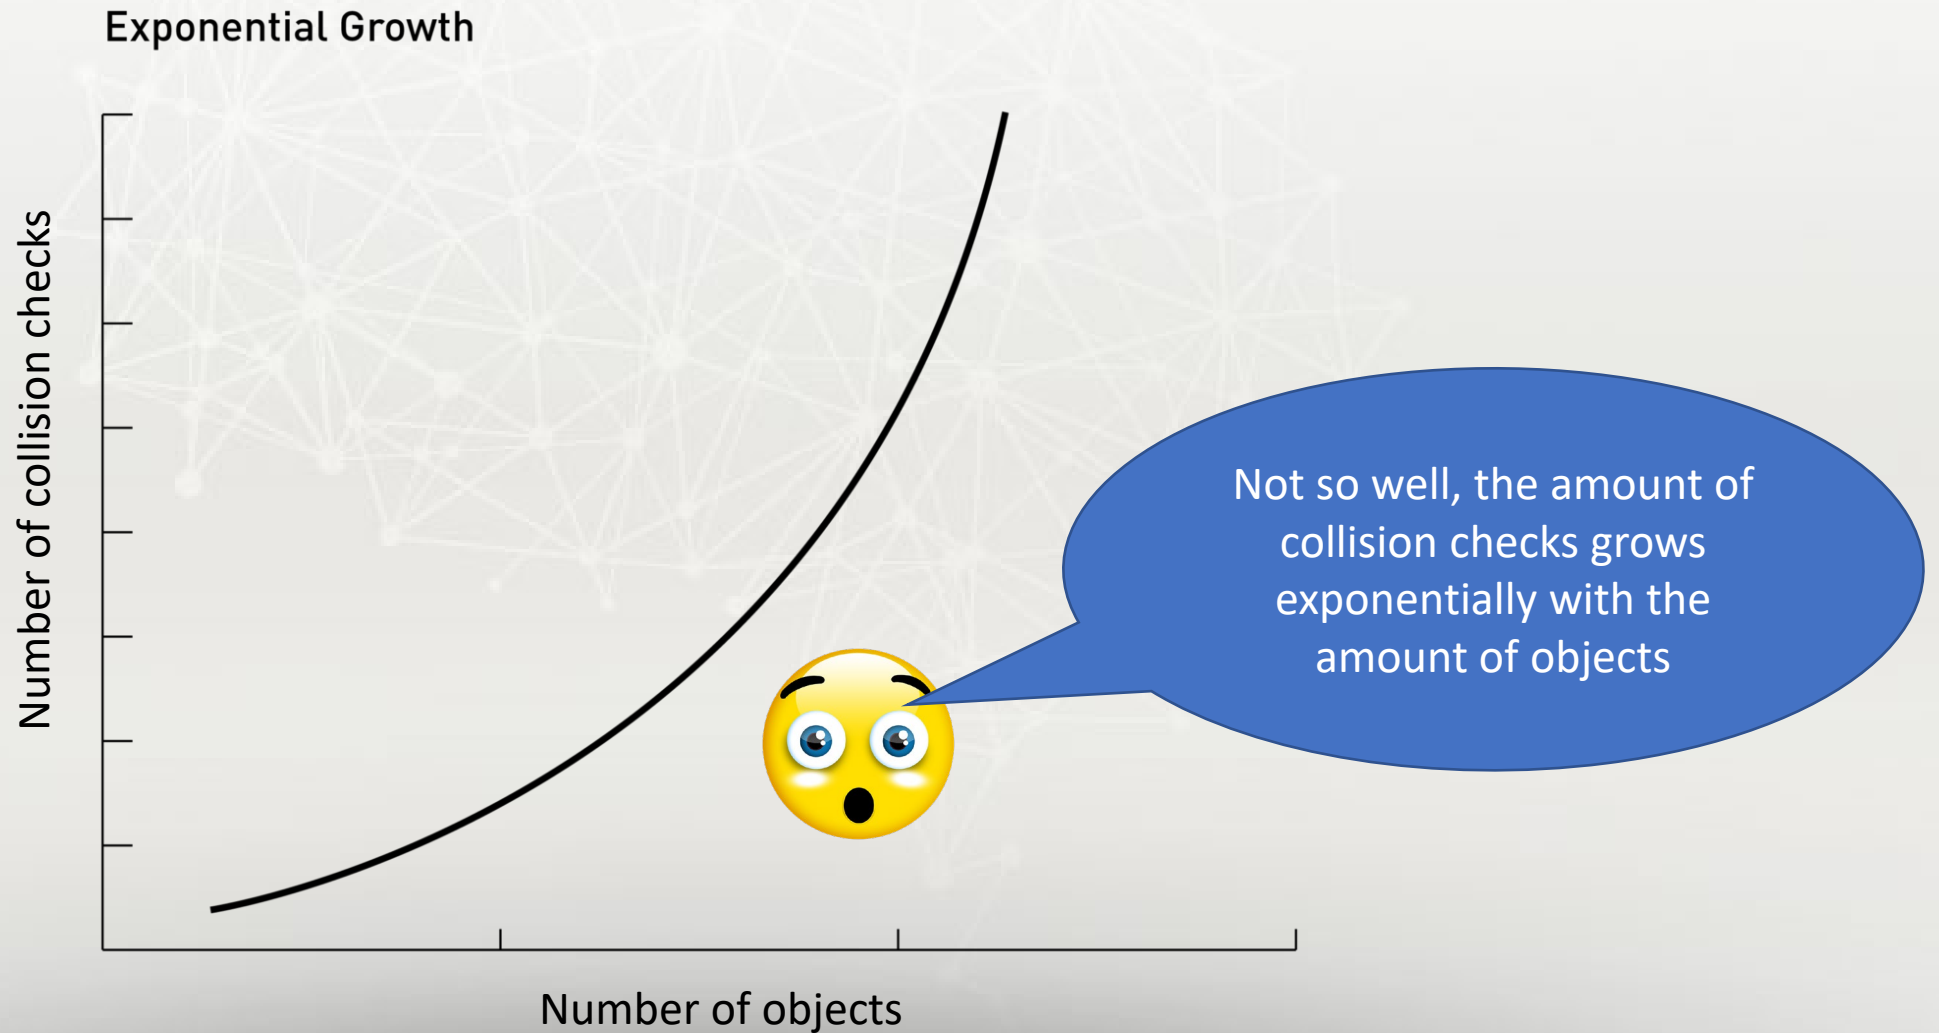 Exponential Growth
Number of collision checks
Not so well, the amount of
collision checks grows
exponentially with the
amount of objects
Number of objects